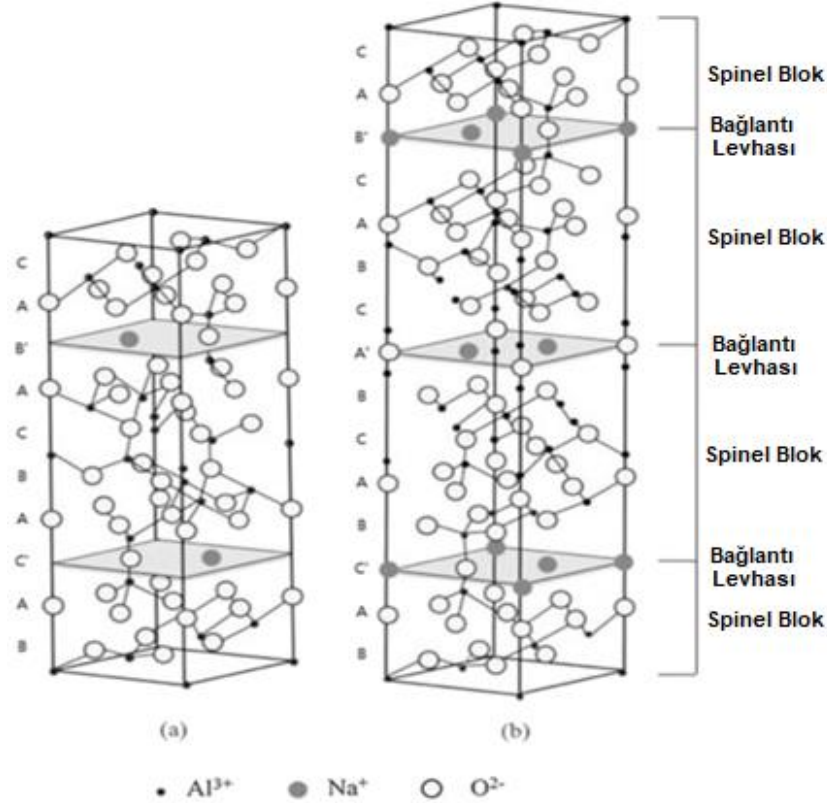 C
A
B'
A
C
B
A
C'
A
B
C
A
B'
C
A
B
C
A'
B
C
A
B
C'
A
B
Spinel Blok
Bağlantı
Levhası
Spinel Blok
Bağlantı
Levhası
Spinel Blok
Bağlantı
Levhası
Spinel Blok
(a)
(b)
Al³⁺ Na⁺ O²⁻